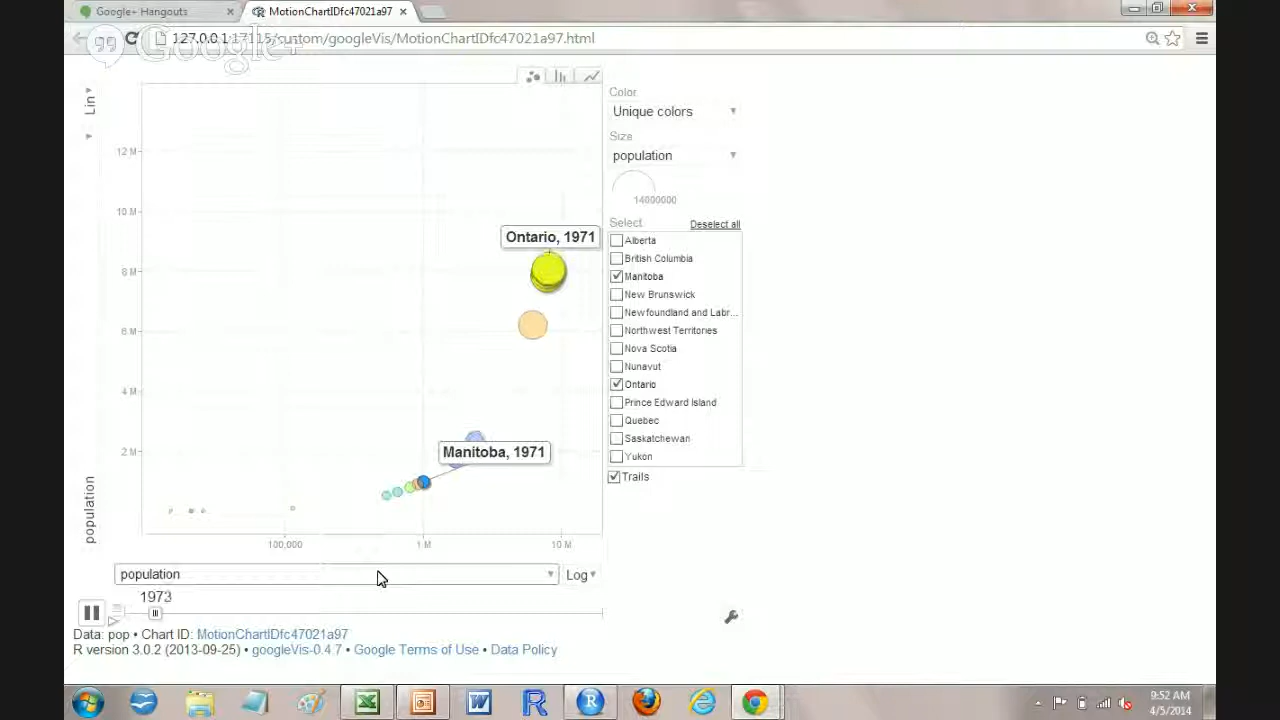 Google+ Hangouts
MotionChartIDfc47021a97
127.0.0.1:17115/custom/googleVis/MotionChartIDfc47021a97.html
Google+
Lin
Color
Unique colors
Size
population
14000000
Select
Deselect all
Alberta
British Columbia
Manitoba
New Brunswick
Newfoundland and Labr...
Northwest Territories
Nova Scotia
Nunavut
Ontario
Prince Edward Island
Quebec
Saskatchewan
Yukon
Trails
12 M
10 M
8 M
6 M
4 M
2 M
Ontario, 1971
Manitoba, 1971
population
100,000
1 M
10 M
population
Log
1973
Data: pop • Chart ID: MotionChartIDfc47021a97
R version 3.0.2 (2013-09-25) • googleVis-0.4.7 • Google Terms of Use • Data Policy
9:52 AM
4/5/2014